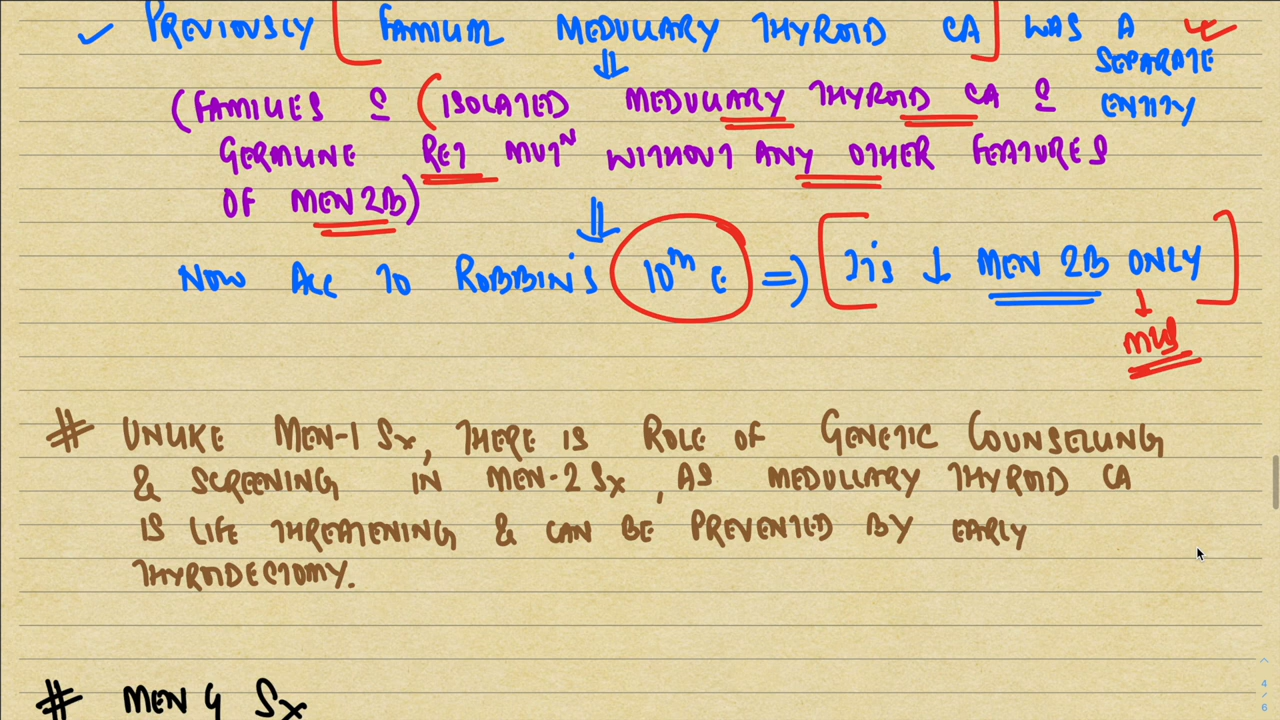 ✓ PREVIOUSLY [FAMILIAL MEDULLARY THYROID CA] WAS A
SEPARATE
ENTITY
⇓
(FAMILIES c̄ (ISOLATED MEDULLARY THYROID CA c̄
GERMLINE RET MUTN WITHOUT ANY OTHER FEATURES
OF MEN 2B)
⇓
NOW ACC TO ROBBIN'S 10th E => [ITIS ↓ MEN 2B ONLY]
↓
# UNLIKE MEN-1 Sx, THERE IS ROLE OF GENETIC COUNSELLING
& SCREENING IN MEN-2 Sx, AS MEDULLARY THYROID CA
IS LIFE THREATENING & CAN BE PREVENTED BY EARLY
THYROIDECTOMY.
# MEN 4 Sx
4
/
6